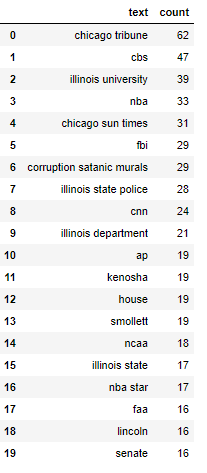 text count
0 chicago tribune 62
1 cbs 47
2 illinois university 39
3 nba 33
4 chicago sun times 31
5 fbi 29
6 corruption satanic murals 29
7 illinois state police 28
8 cnn 24
9 illinois department 21
10 ap 19
11 kenosha 19
12 house 19
13 smollett 19
14 ncaa 18
15 illinois state 17
16 nba star 17
17 faa 16
18 lincoln 16
19 senate 16